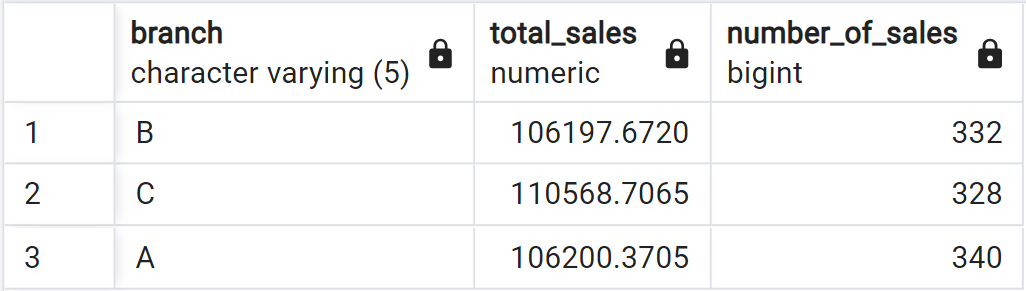 branch total_sales number_of_sales
character varying (5) numeric bigint
1 B 106197.6720 332
2 C 110568.7065 328
3 A 106200.3705 340